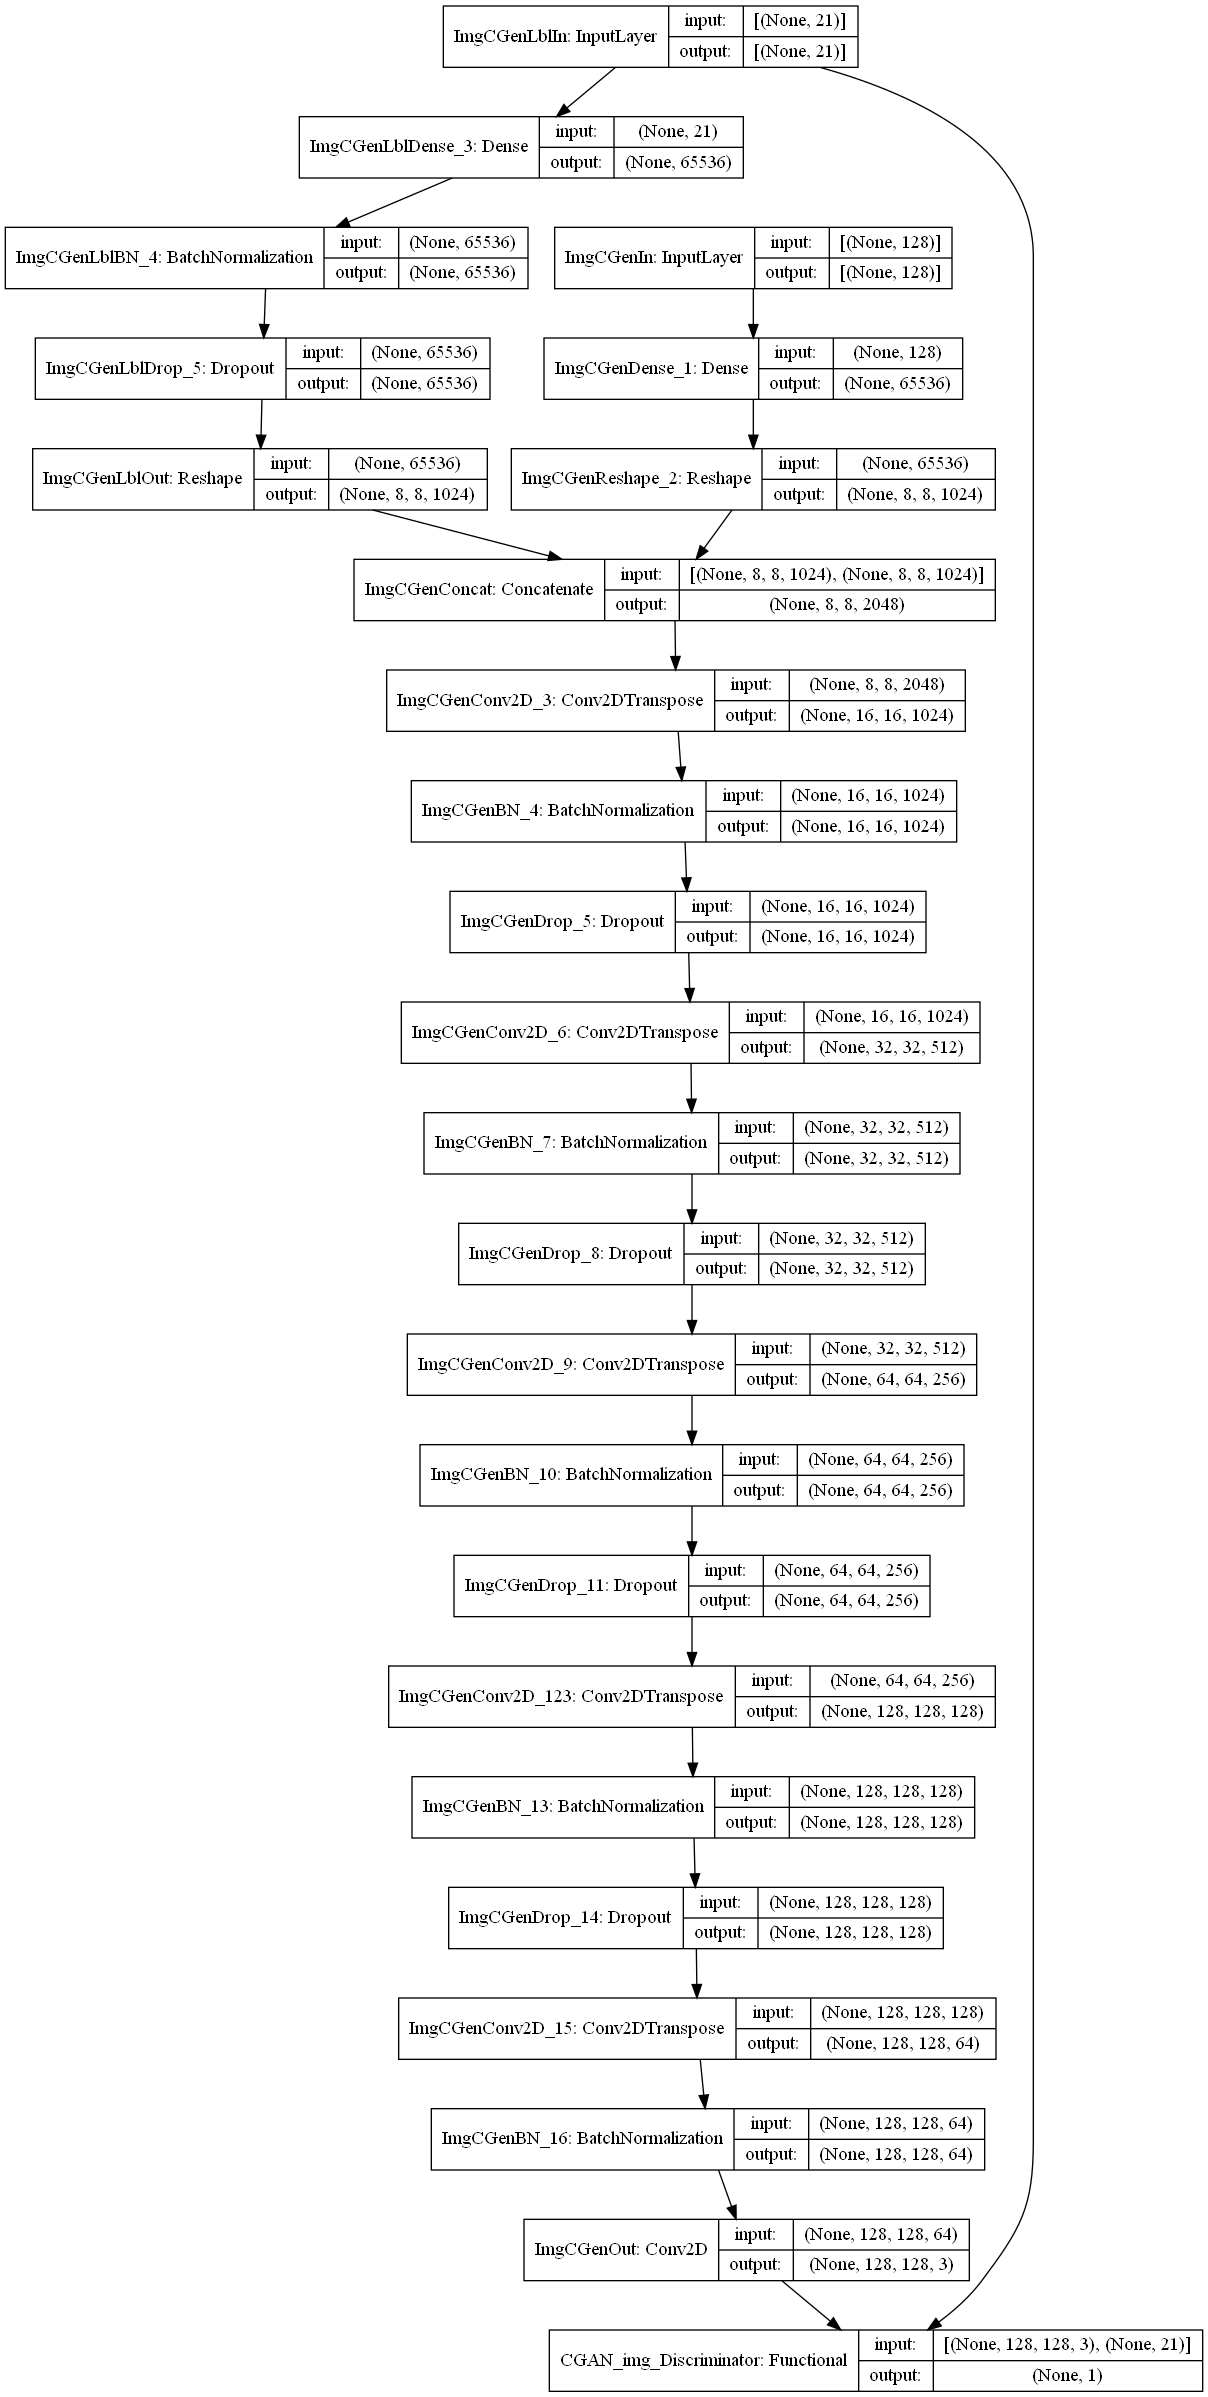 ImgCGenLblIn: InputLayer
input: [(None, 21)]
output: [(None, 21)]
ImgCGenLblDense_3: Dense
input: (None, 21)
output: (None, 65536)
ImgCGenLblBN_4: BatchNormalization
input: (None, 65536)
output: (None, 65536)
ImgCGenIn: InputLayer
input: [(None, 128)]
output: [(None, 128)]
ImgCGenLblDrop_5: Dropout
input: (None, 65536)
output: (None, 65536)
ImgCGenDense_1: Dense
input: (None, 128)
output: (None, 65536)
ImgCGenLblOut: Reshape
input: (None, 65536)
output: (None, 8, 8, 1024)
ImgCGenReshape_2: Reshape
input: (None, 65536)
output: (None, 8, 8, 1024)
ImgCGenConcat: Concatenate
input: [(None, 8, 8, 1024), (None, 8, 8, 1024)]
output: (None, 8, 8, 2048)
ImgCGenConv2D_3: Conv2DTranspose
input: (None, 8, 8, 2048)
output: (None, 16, 16, 1024)
ImgCGenBN_4: BatchNormalization
input: (None, 16, 16, 1024)
output: (None, 16, 16, 1024)
ImgCGenDrop_5: Dropout
input: (None, 16, 16, 1024)
output: (None, 16, 16, 1024)
ImgCGenConv2D_6: Conv2DTranspose
input: (None, 16, 16, 1024)
output: (None, 32, 32, 512)
ImgCGenBN_7: BatchNormalization
input: (None, 32, 32, 512)
output: (None, 32, 32, 512)
ImgCGenDrop_8: Dropout
input: (None, 32, 32, 512)
output: (None, 32, 32, 512)
ImgCGenConv2D_9: Conv2DTranspose
input: (None, 32, 32, 512)
output: (None, 64, 64, 256)
ImgCGenBN_10: BatchNormalization
input: (None, 64, 64, 256)
output: (None, 64, 64, 256)
ImgCGenDrop_11: Dropout
input: (None, 64, 64, 256)
output: (None, 64, 64, 256)
ImgCGenConv2D_123: Conv2DTranspose
input: (None, 64, 64, 256)
output: (None, 128, 128, 128)
ImgCGenBN_13: BatchNormalization
input: (None, 128, 128, 128)
output: (None, 128, 128, 128)
ImgCGenDrop_14: Dropout
input: (None, 128, 128, 128)
output: (None, 128, 128, 128)
ImgCGenConv2D_15: Conv2DTranspose
input: (None, 128, 128, 128)
output: (None, 128, 128, 64)
ImgCGenBN_16: BatchNormalization
input: (None, 128, 128, 64)
output: (None, 128, 128, 64)
ImgCGenOut: Conv2D
input: (None, 128, 128, 64)
output: (None, 128, 128, 3)
CGAN_img_Discriminator: Functional
input: [(None, 128, 128, 3), (None, 21)]
output: (None, 1)